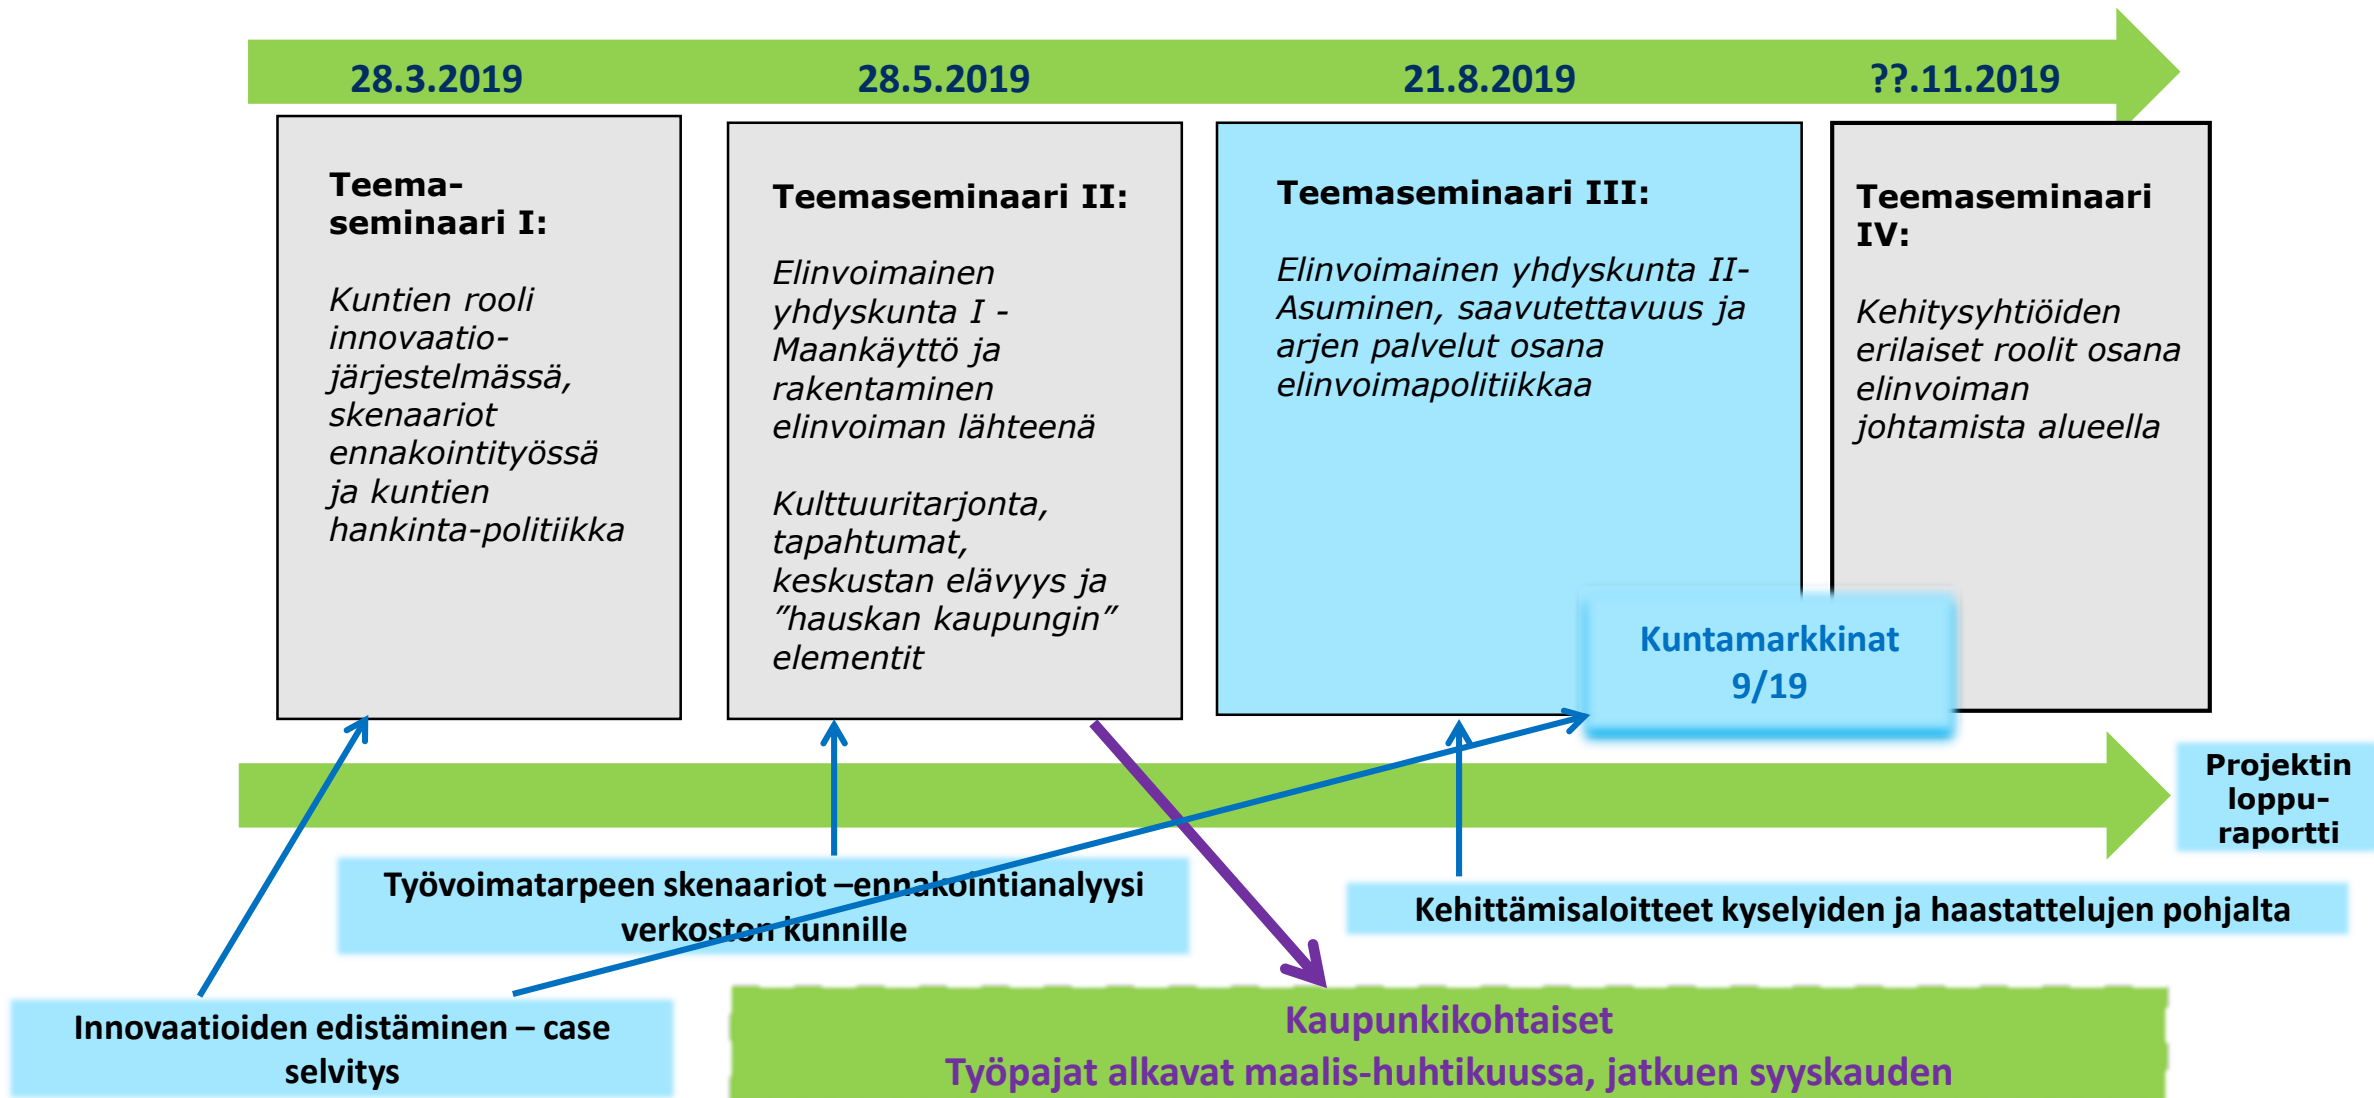 28.3.2019
28.5.2019
21.8.2019
??.11.2019
Teema-
seminaari I:
Kuntien rooli
innovaatio-
järjestelmässä,
skenaariot
ennakointityössä
ja kuntien
hankinta-politiikka
Teemaseminaari II:
Elinvoimainen
yhdyskunta I -
Maankäyttö ja
rakentaminen
elinvoiman lähteenä
Kulttuuritarjonta,
tapahtumat,
keskustan elävyys ja
”hauskan kaupungin”
elementit
Teemaseminaari III:
Elinvoimainen yhdyskunta II-
Asuminen, saavutettavuus ja
arjen palvelut osana
elinvoimapolitiikkaa
Teemaseminaari
IV:
Kehitysyhtiöiden
erilaiset roolit osana
elinvoiman
johtamista alueella
Kuntamarkkinat
9/19
Projektin
loppu-
raportti
Työvoimatarpeen skenaariot –ennakointianalyysi
verkoston kunnille
Kehittämisaloitteet kyselyiden ja haastattelujen pohjalta
Innovaatioiden edistäminen – case
selvitys
Kaupunkikohtaiset
Työpajat alkavat maalis-huhtikuussa, jatkuen syyskauden